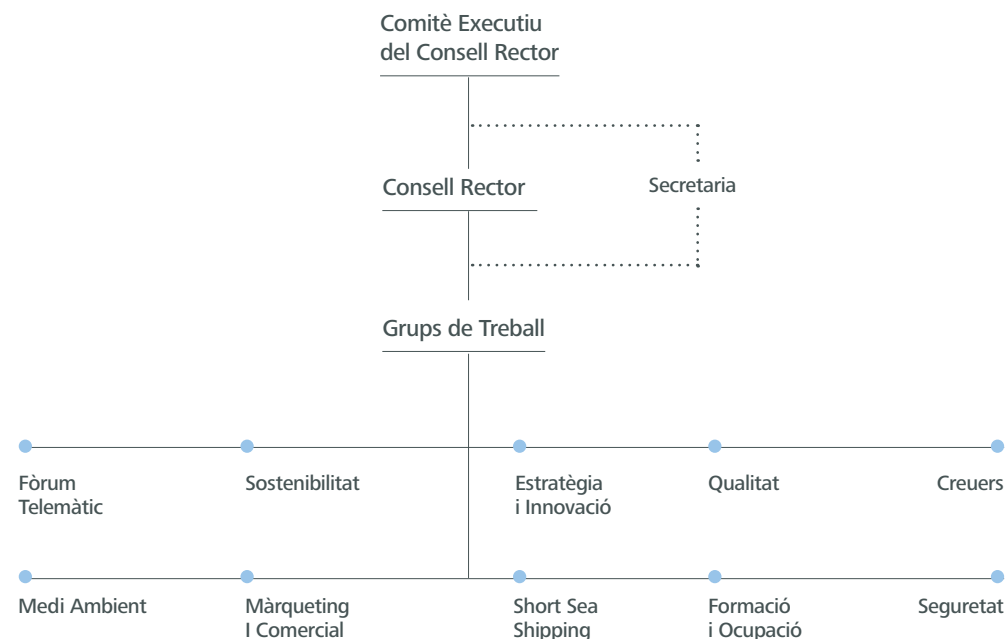 Comitè Executiu
del Consell Rector
Consell Rector
Secretaria
Grups de Treball
Fòrum
Telemàtic
Sostenibilitat
Estratègia
i Innovació
Qualitat
Creuers
Medi Ambient
Màrqueting
I Comercial
Short Sea
Shipping
Formació
i Ocupació
Seguretat